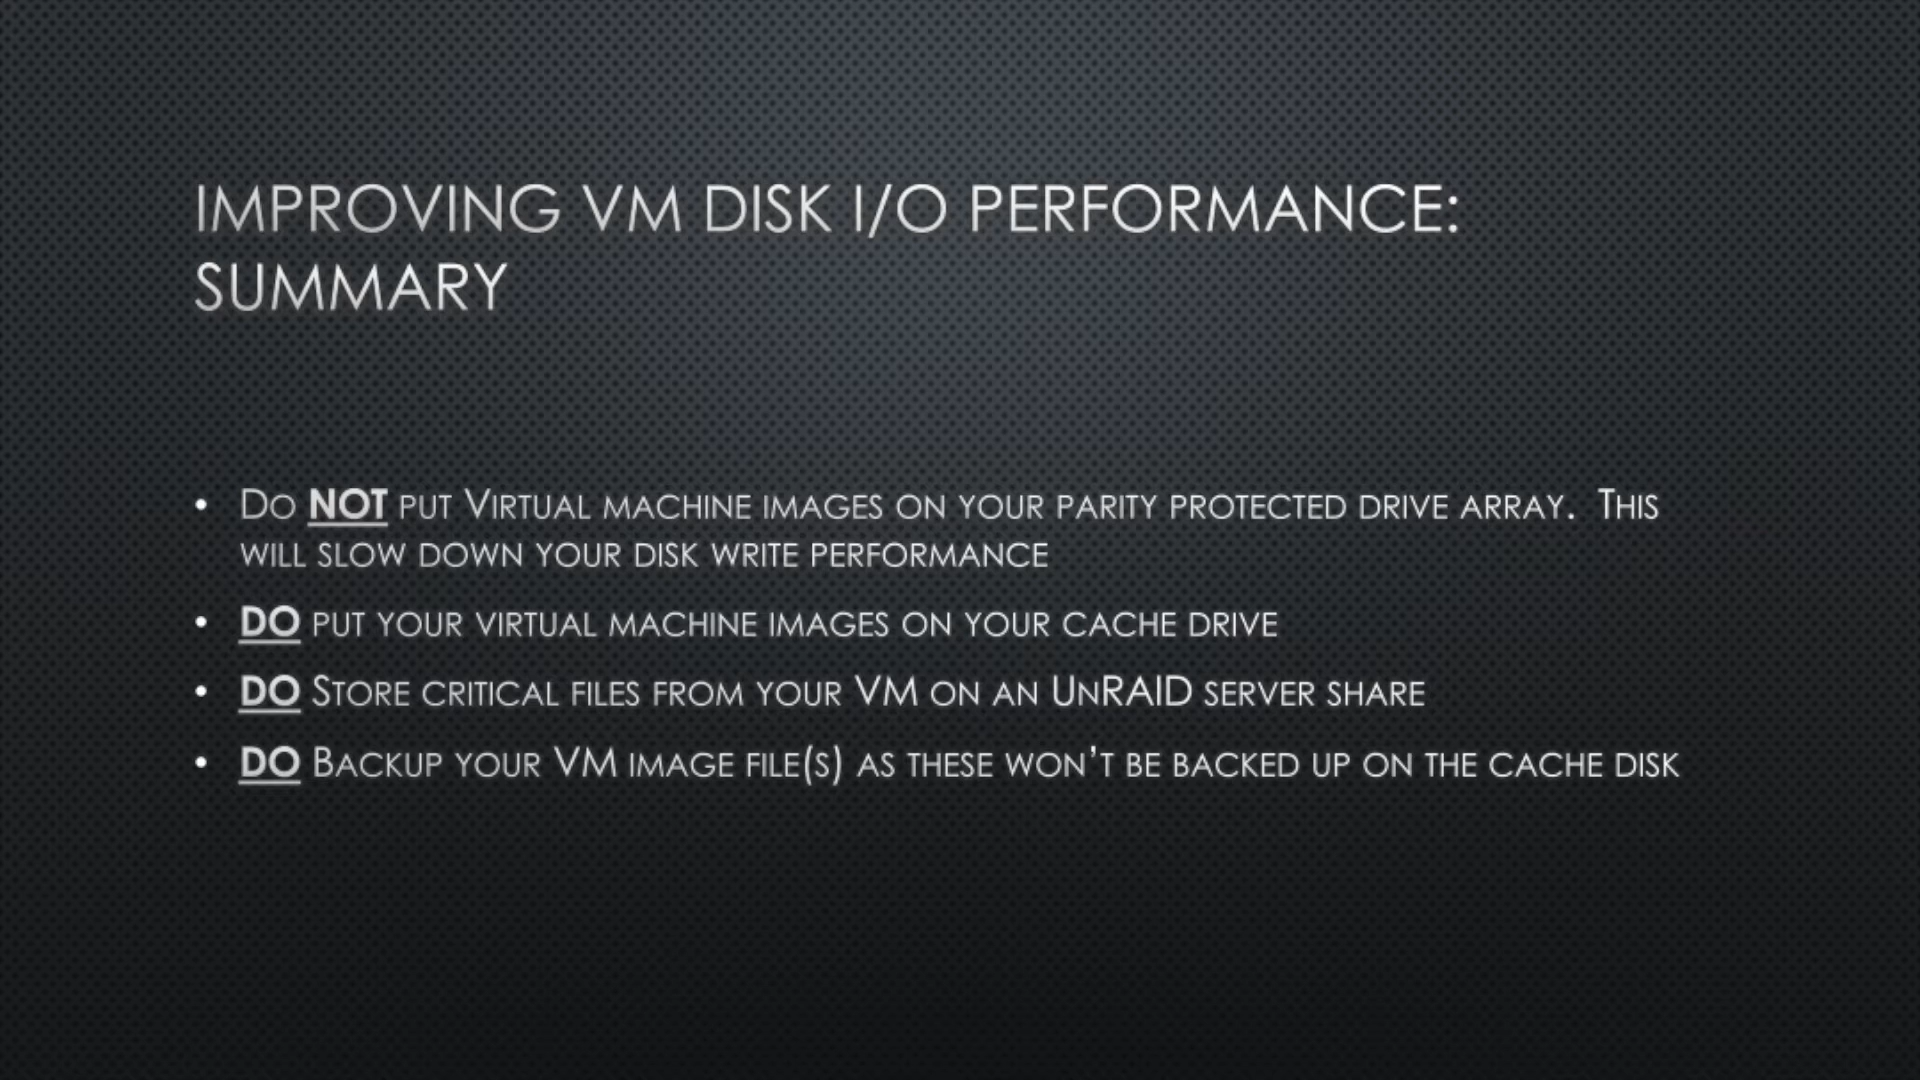 IMPROVING VM DISK I/O PERFORMANCE:
SUMMARY
• Do NOT put Virtual machine images on your parity protected drive array. This
will slow down your disk write performance
• DO put your virtual machine images on your cache drive
• DO Store critical files from your VM on an UnRAID server share
• DO Backup your VM image file(s) as these won't be backed up on the cache disk